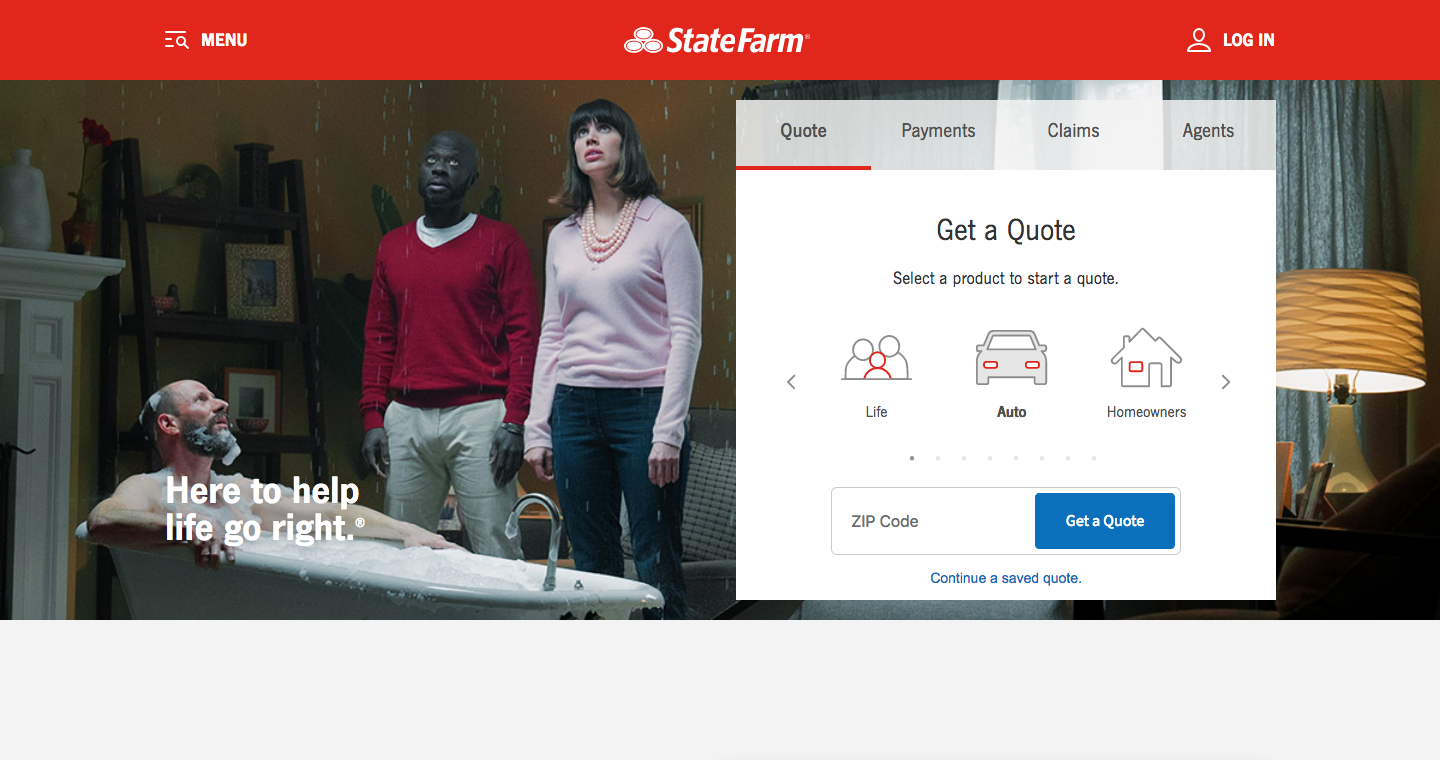 MENU
StateFarm®
LOG IN
Quote
Payments
Claims
Agents
Get a Quote
Select a product to start a quote.
Life
Auto
Homeowners
ZIP Code
Get a Quote
Continue a saved quote.
Here to help
life go right.®